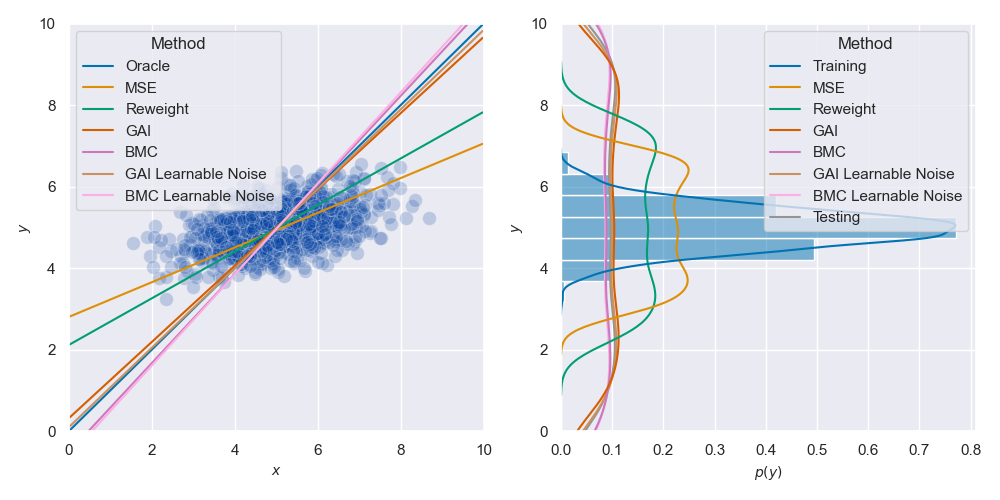 Method
Oracle
MSE
Reweight
GAI
BMC
GAI Learnable Noise
BMC Learnable Noise
10
8
6
4
2
0
y
0 2 4 6 8 10
x
Method
Training
MSE
Reweight
GAI
BMC
GAI Learnable Noise
BMC Learnable Noise
Testing
10
8
6
4
2
0
y
0.0 0.1 0.2 0.3 0.4 0.5 0.6 0.7 0.8
p(y)